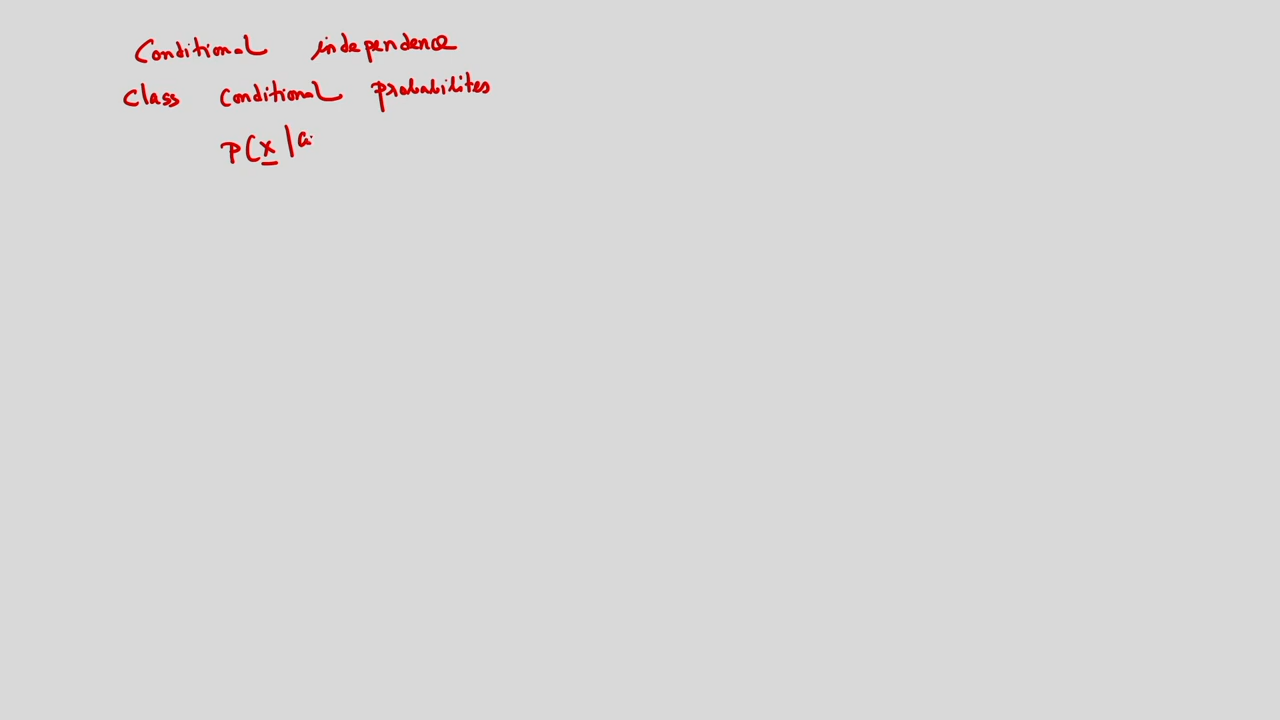 Conditional independence
Class Conditional probabilites
P(x|